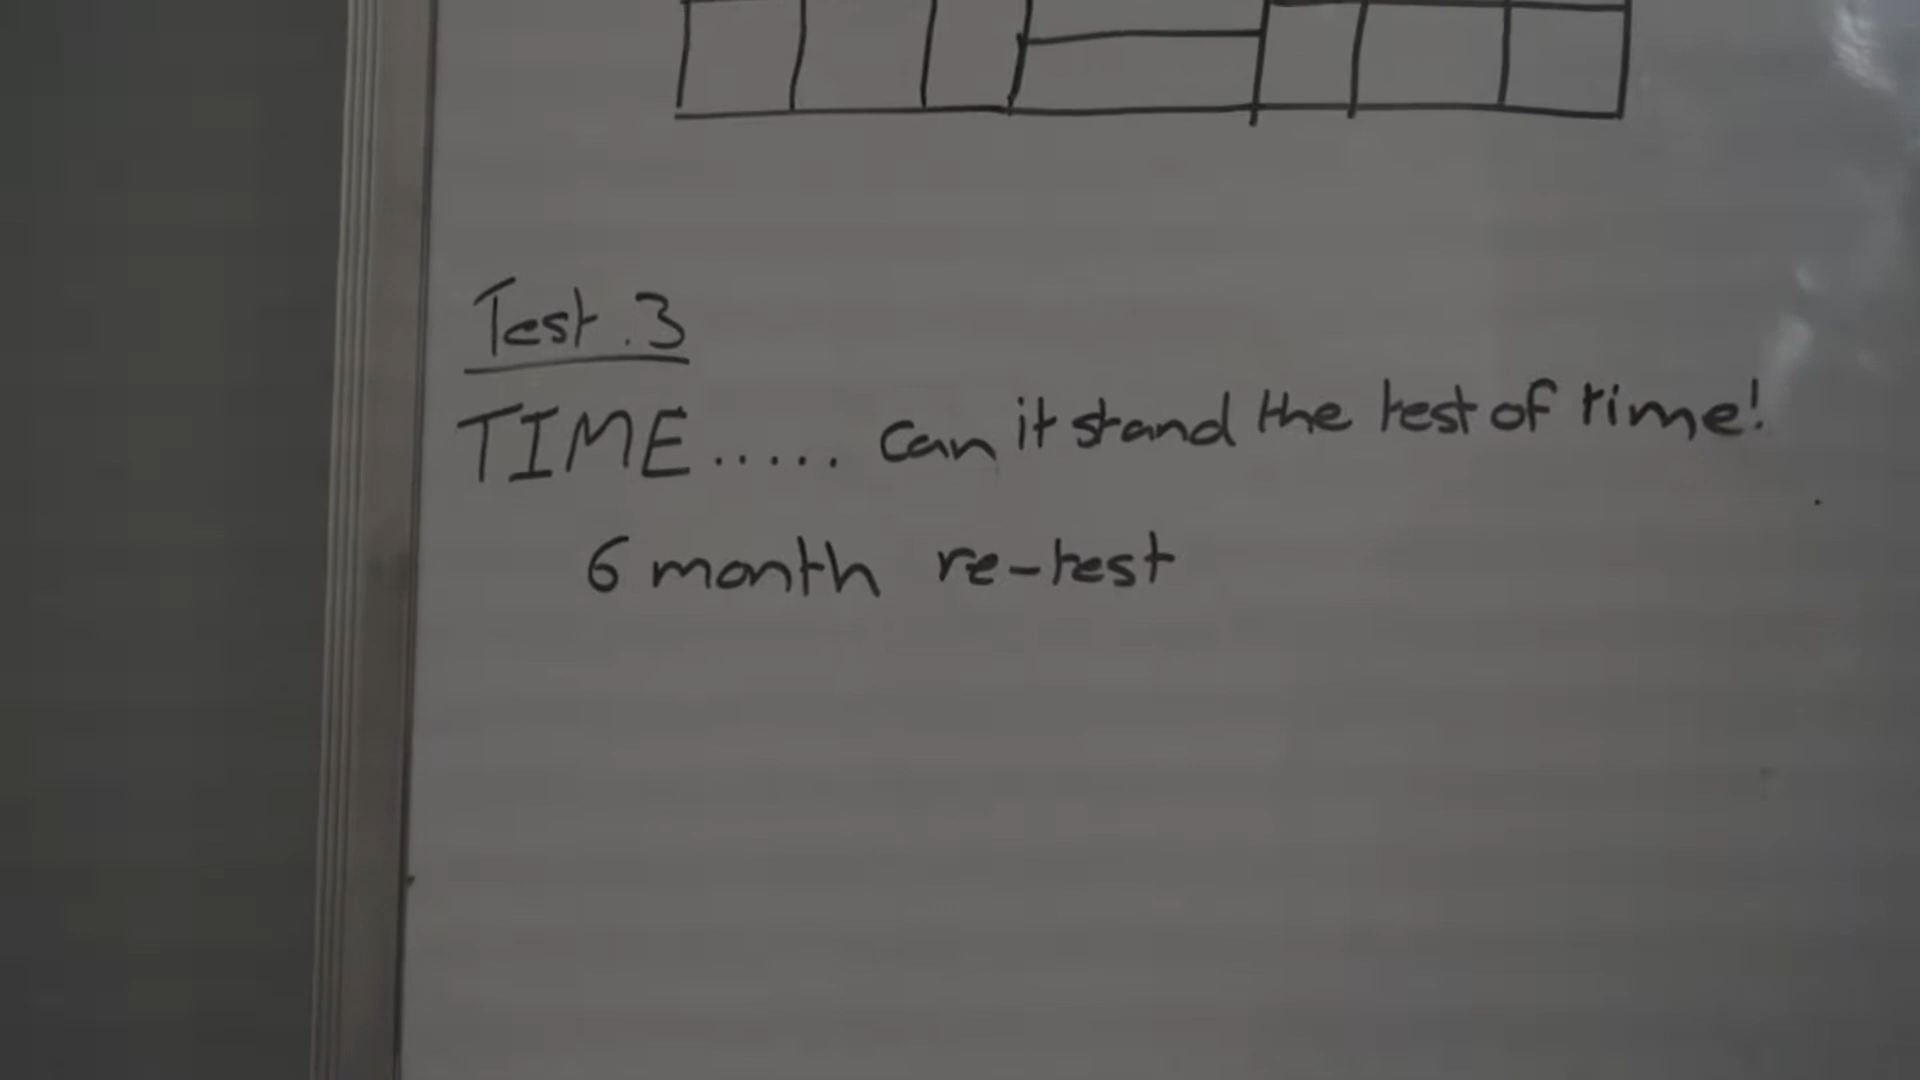 Test.3
TIME..... can it stand the test of time!
6 month re-test